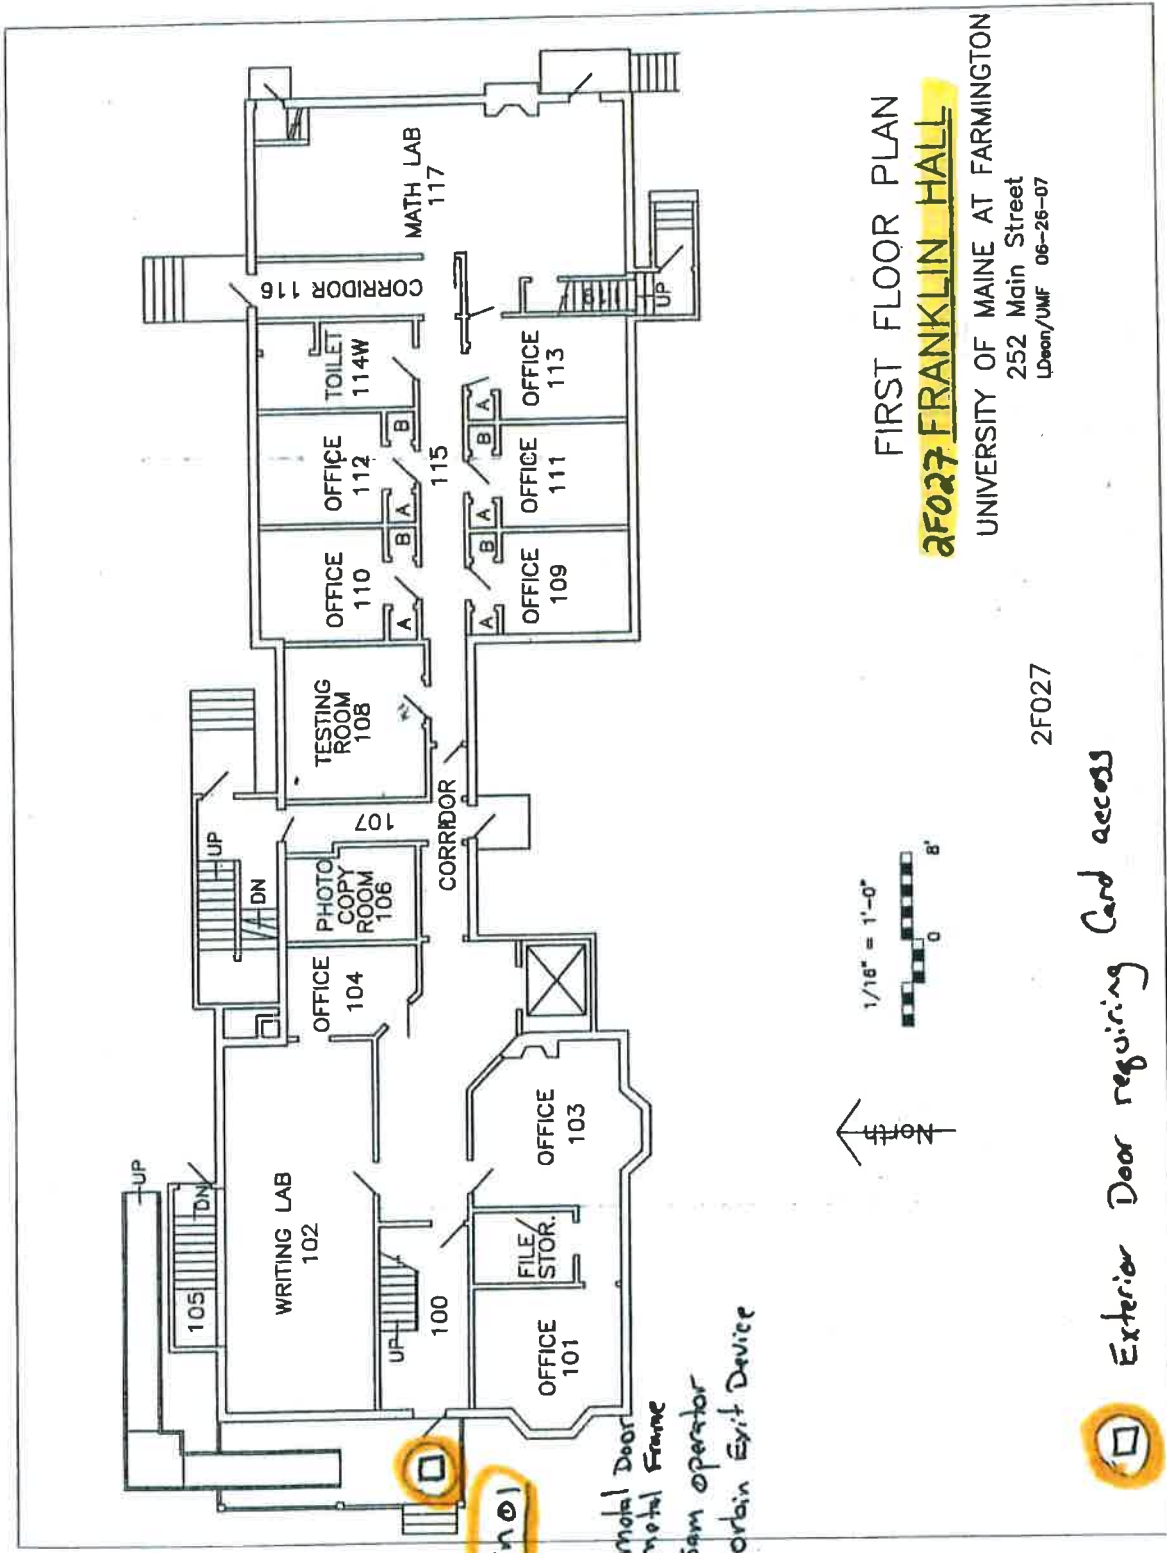 UP
105
DN
UP
DN
WRITING LAB
102
OFFICE
104
PHOTO
COPY
ROOM
106
107
TESTING
ROOM
108
OFFICE
110
A
B
OFFICE
112
A
B
TOILET
114W
CORRIDOR 116
MATH LAB
117
UP
100
CORRIDOR
115
OFFICE
101
FILE/
STOR.
OFFICE
103
A
B
OFFICE
109
A
B
OFFICE
111
A
OFFICE
113
118
UP
metal Door
metal Frame
operator
Exit Device
NORTH
1/16" = 1'-0"
0
8'
FIRST FLOOR PLAN
2F027 FRANKLIN HALL
UNIVERSITY OF MAINE AT FARMINGTON
252 Main Street
LDeon/UMF 06-26-07
2F027
Exterior Door requiring Card access